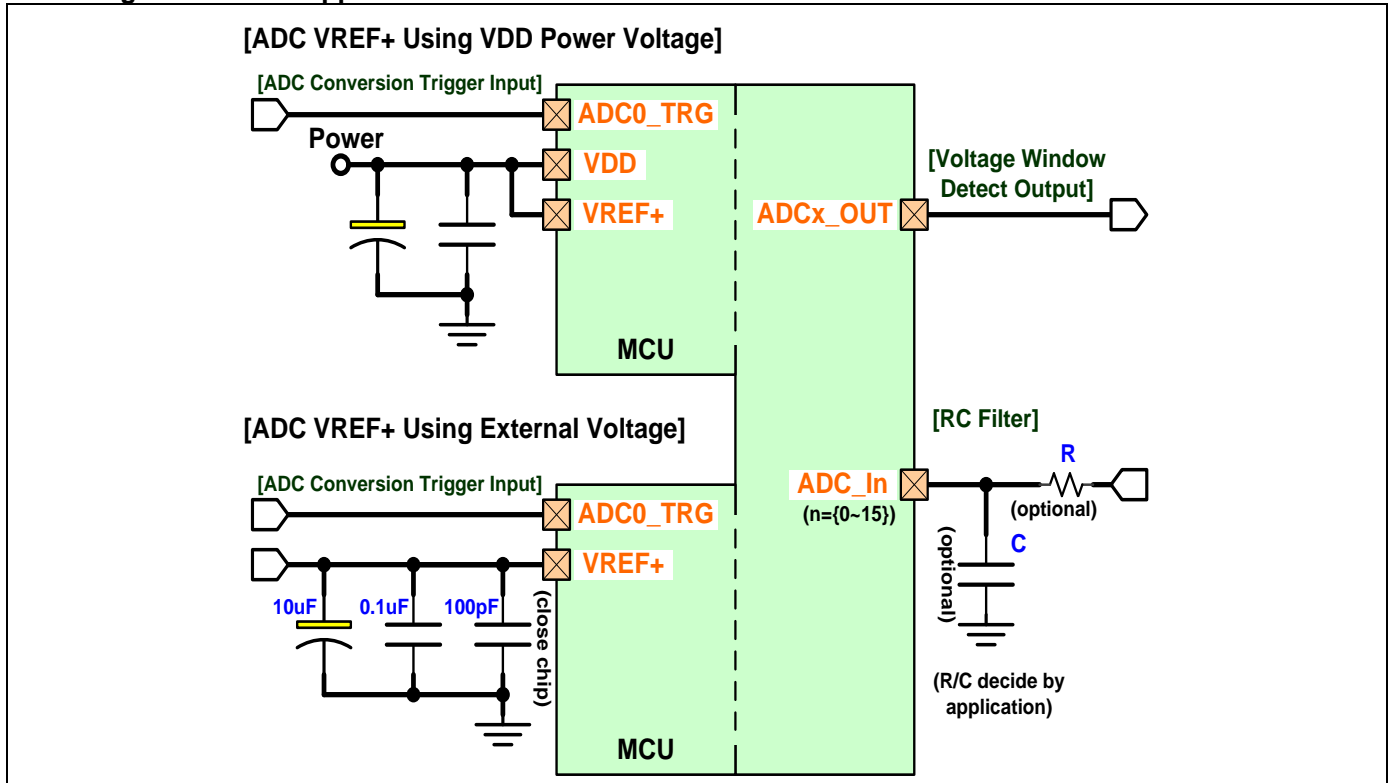 [ADC VREF+ Using VDD Power Voltage]
[ADC Conversion Trigger Input]
ADC0_TRG
Power
VDD
VREF+
[Voltage Window
Detect Output]
ADCx_OUT
MCU
[ADC VREF+ Using External Voltage]
[ADC Conversion Trigger Input]
ADC0_TRG
VREF+
10uF
0.1uF
100pF
(close chip)
MCU
[RC Filter]
R
ADC_In
(n={0~15})
(optional)
C
(optional)
(R/C decide by
application)